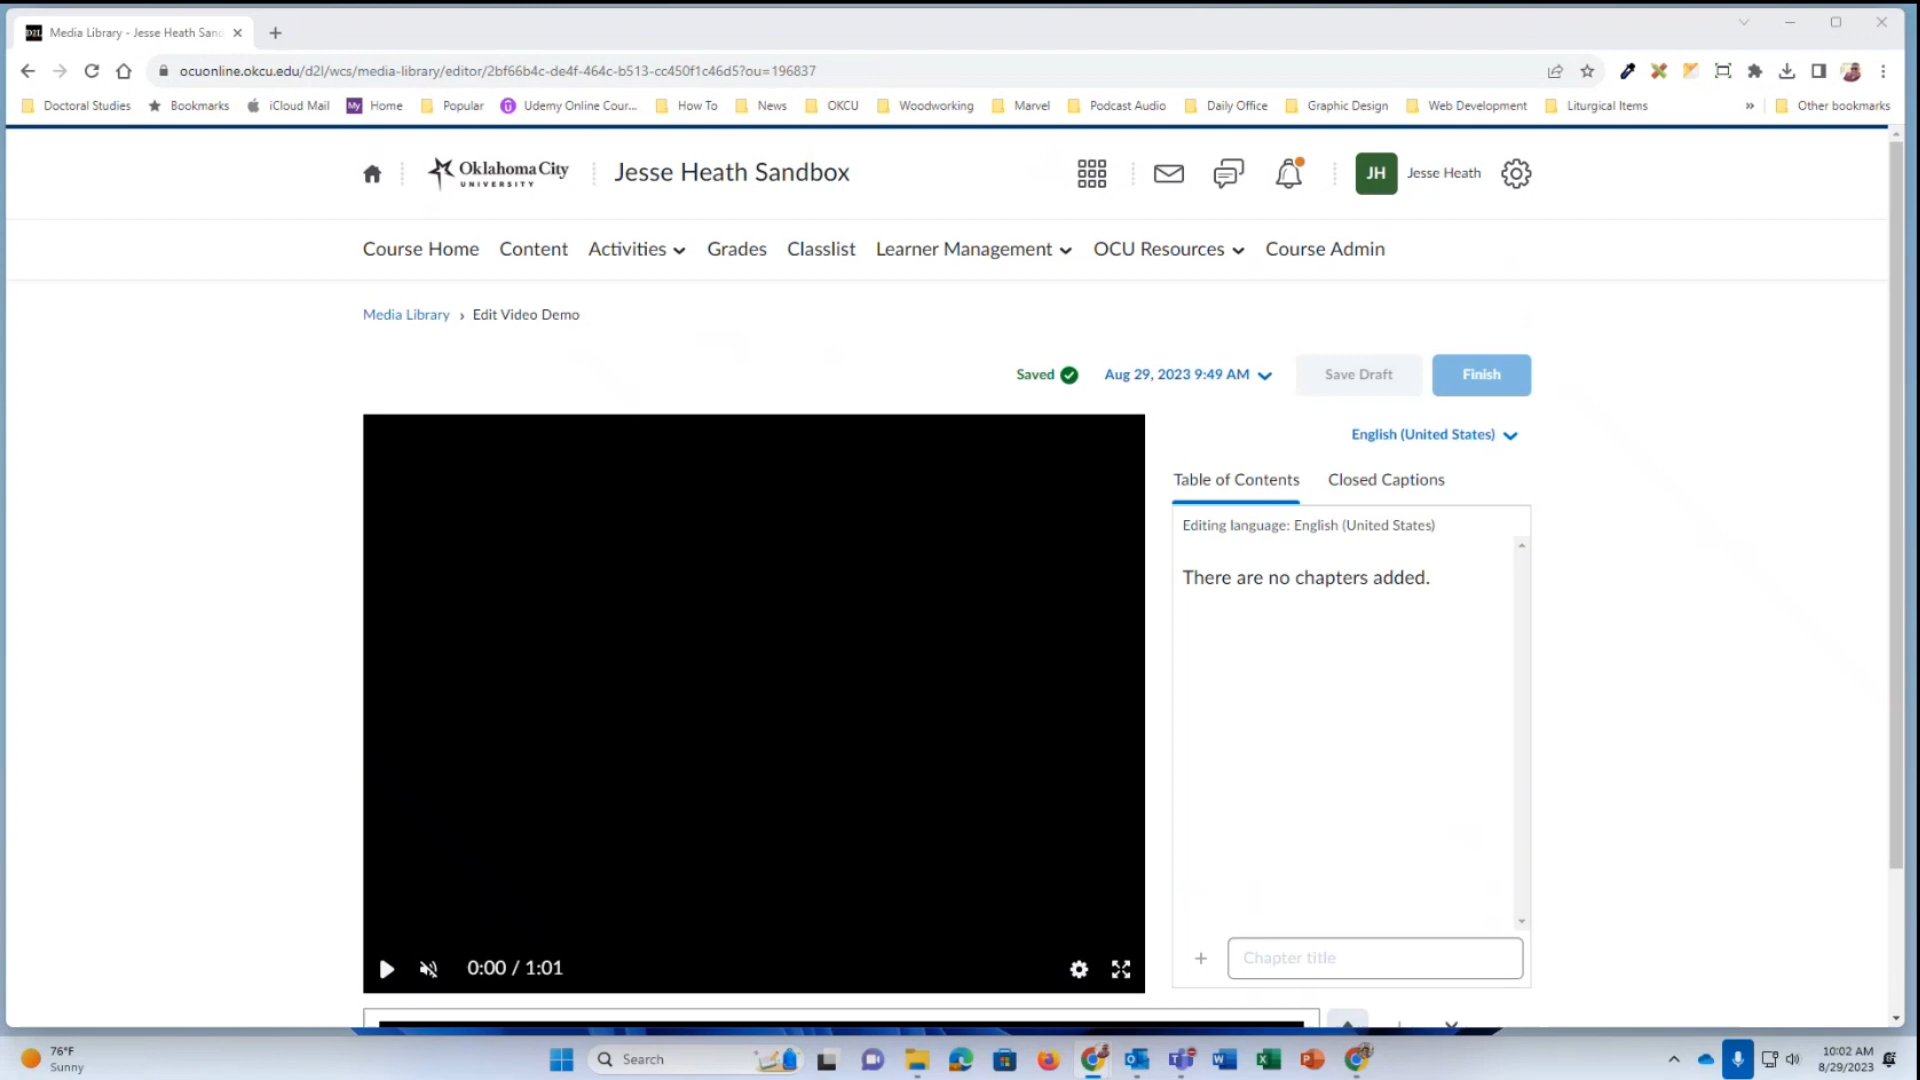 Media Library - Jesse Heath Sand
ocuonline.okcu.edu/d2l/wcs/media-library/editor/2bf66b4c-de4f-464c-b513-cc450f1c46d5?ou=196837
Doctoral Studies Bookmarks iCloud Mail My Home Popular Udemy Online Cour... How To News OKCU Woodworking Marvel Podcast Audio Daily Office Graphic Design Web Development Liturgical Items » Other bookmarks
Oklahoma City
UNIVERSITY
Jesse Heath Sandbox
JH Jesse Heath
Course Home Content Activities Grades Classlist Learner Management OCU Resources Course Admin
Media Library › Edit Video Demo
Saved Aug 29, 2023 9:49 AM Save Draft Finish
English (United States)
Table of Contents Closed Captions
Editing language: English (United States)
There are no chapters added.
0:00 / 1:01
+ Chapter title
76°F
Sunny
Search
10:02 AM
8/29/2023